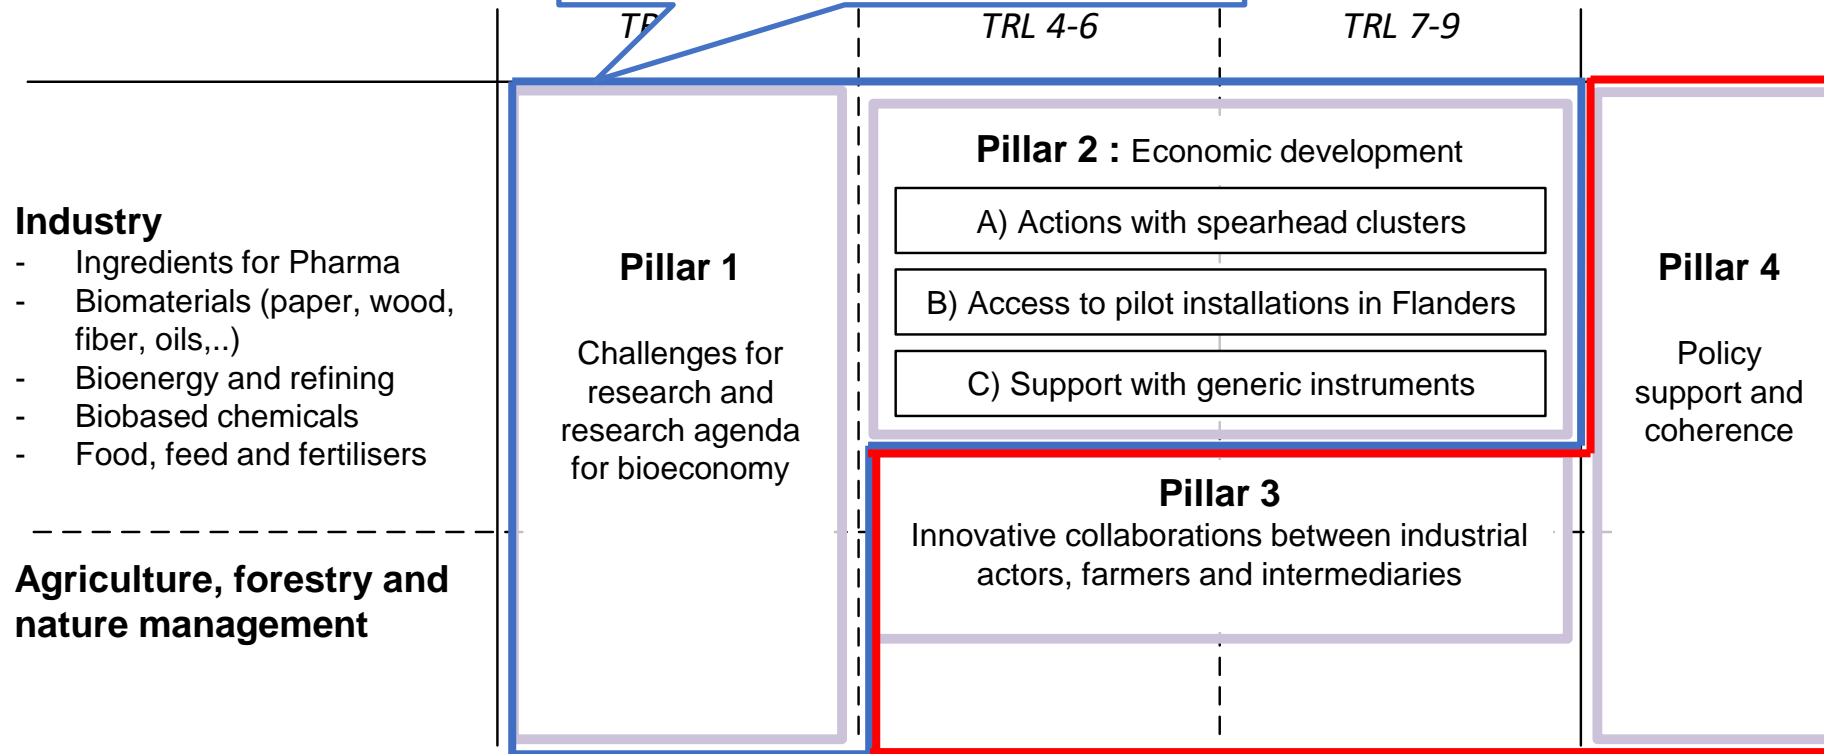 TRL 4-6
TRL 7-9
Industry
- Ingredients for Pharma
- Biomaterials (paper, wood,
fiber, oils,..)
- Bioenergy and refining
- Biobased chemicals
- Food, feed and fertilisers
Agriculture, forestry and
nature management
Pillar 1
Challenges for
research and
research agenda
for bioeconomy
Pillar 2 : Economic development
A) Actions with spearhead clusters
B) Access to pilot installations in Flanders
C) Support with generic instruments
Pillar 3
Innovative collaborations between industrial
actors, farmers and intermediaries
Pillar 4
Policy
support and
coherence